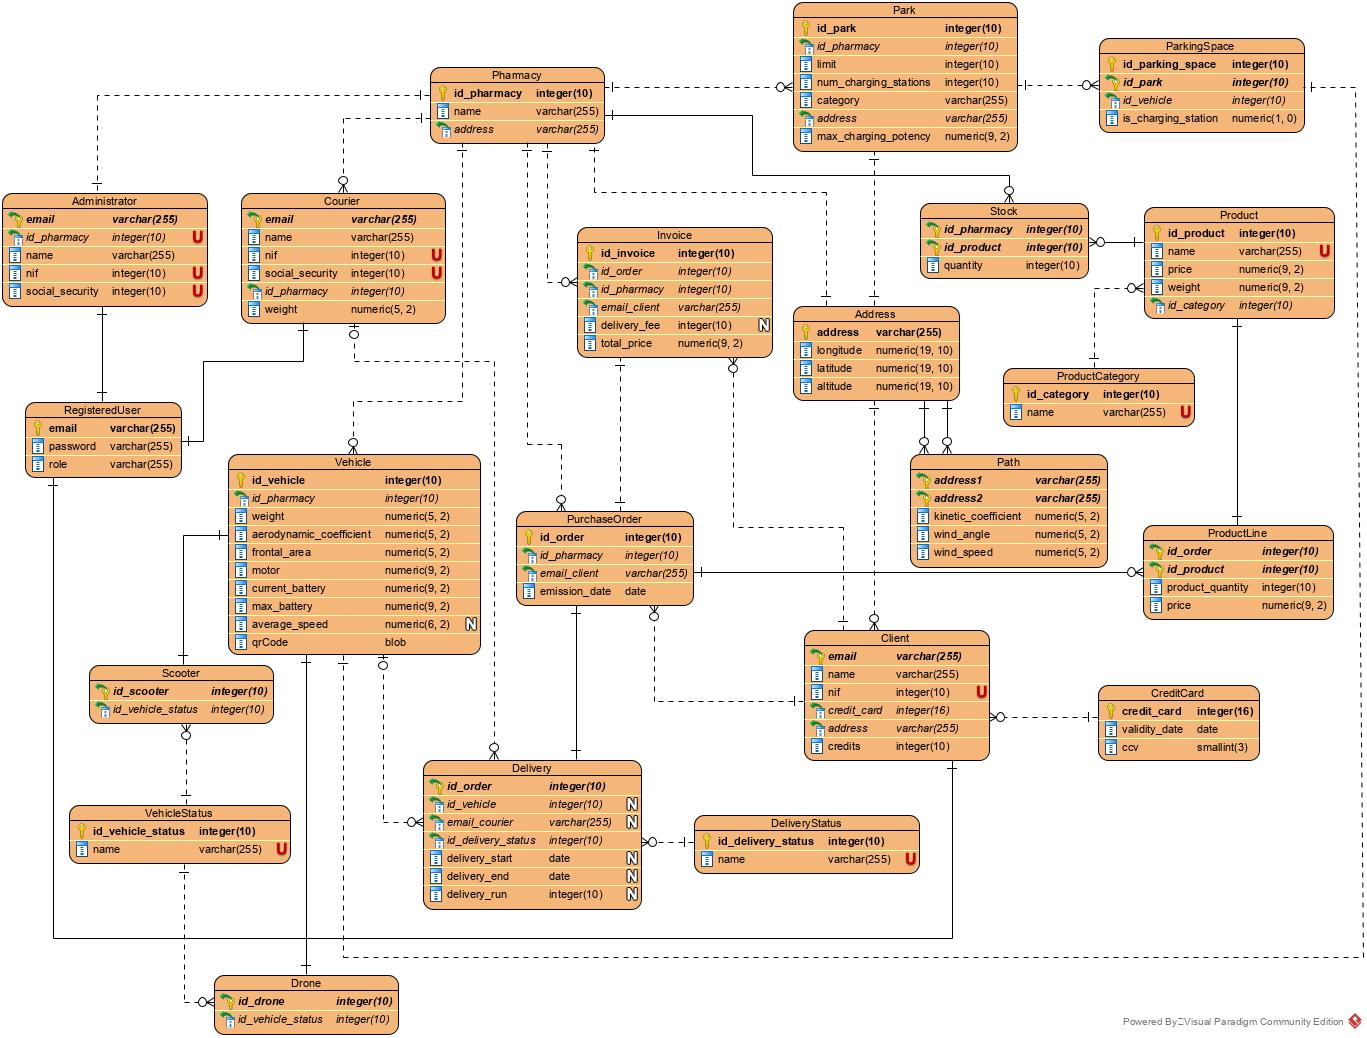 Park
id_park integer(10)
id_pharmacy integer(10)
limit integer(10)
num_charging_stations integer(10)
category varchar(255)
address varchar(255)
max_charging_potency numeric(9, 2)
ParkingSpace
id_parking_space integer(10)
id_park integer(10)
id_vehicle integer(10)
is_charging_station numeric(1, 0)
Pharmacy
id_pharmacy integer(10)
name varchar(255)
address varchar(255)
Administrator
email varchar(255)
id_pharmacy integer(10) U
name varchar(255)
nif integer(10) U
social_security integer(10) U
Courier
email varchar(255)
name varchar(255)
nif integer(10) U
social_security integer(10) U
id_pharmacy integer(10)
weight numeric(5, 2)
Invoice
id_invoice integer(10)
id_order integer(10)
id_pharmacy integer(10)
email_client varchar(255)
delivery_fee integer(10) N
total_price numeric(9, 2)
Stock
id_pharmacy integer(10)
id_product integer(10)
quantity integer(10)
Product
id_product integer(10)
name varchar(255) U
price numeric(9, 2)
weight numeric(9, 2)
id_category integer(10)
Address
address varchar(255)
longitude numeric(19, 10)
latitude numeric(19, 10)
altitude numeric(19, 10)
ProductCategory
id_category integer(10)
name varchar(255) U
RegisteredUser
email varchar(255)
password varchar(255)
role varchar(255)
Vehicle
id_vehicle integer(10)
id_pharmacy integer(10)
weight numeric(5, 2)
aerodynamic_coefficient numeric(5, 2)
frontal_area numeric(5, 2)
motor numeric(9, 2)
current_battery numeric(9, 2)
max_battery numeric(9, 2)
average_speed numeric(6, 2) N
qrCode blob
PurchaseOrder
id_order integer(10)
id_pharmacy integer(10)
email_client varchar(255)
emission_date date
Path
address1 varchar(255)
address2 varchar(255)
kinetic_coefficient numeric(5, 2)
wind_angle numeric(5, 2)
wind_speed numeric(5, 2)
ProductLine
id_order integer(10)
id_product integer(10)
product_quantity integer(10)
price numeric(9, 2)
Client
email varchar(255)
name varchar(255)
nif integer(10) U
credit_card integer(16)
address varchar(255)
credits integer(10)
CreditCard
credit_card integer(16)
validity_date date
ccv smallint(3)
Scooter
id_scooter integer(10)
id_vehicle_status integer(10)
VehicleStatus
id_vehicle_status integer(10)
name varchar(255) U
Delivery
id_order integer(10)
id_vehicle integer(10) N
email_courier varchar(255) N
id_delivery_status integer(10)
delivery_start date N
delivery_end date N
delivery_run integer(10) N
DeliveryStatus
id_delivery_status integer(10)
name varchar(255) U
Drone
id_drone integer(10)
id_vehicle_status integer(10)
Powered By Visual Paradigm Community Edition